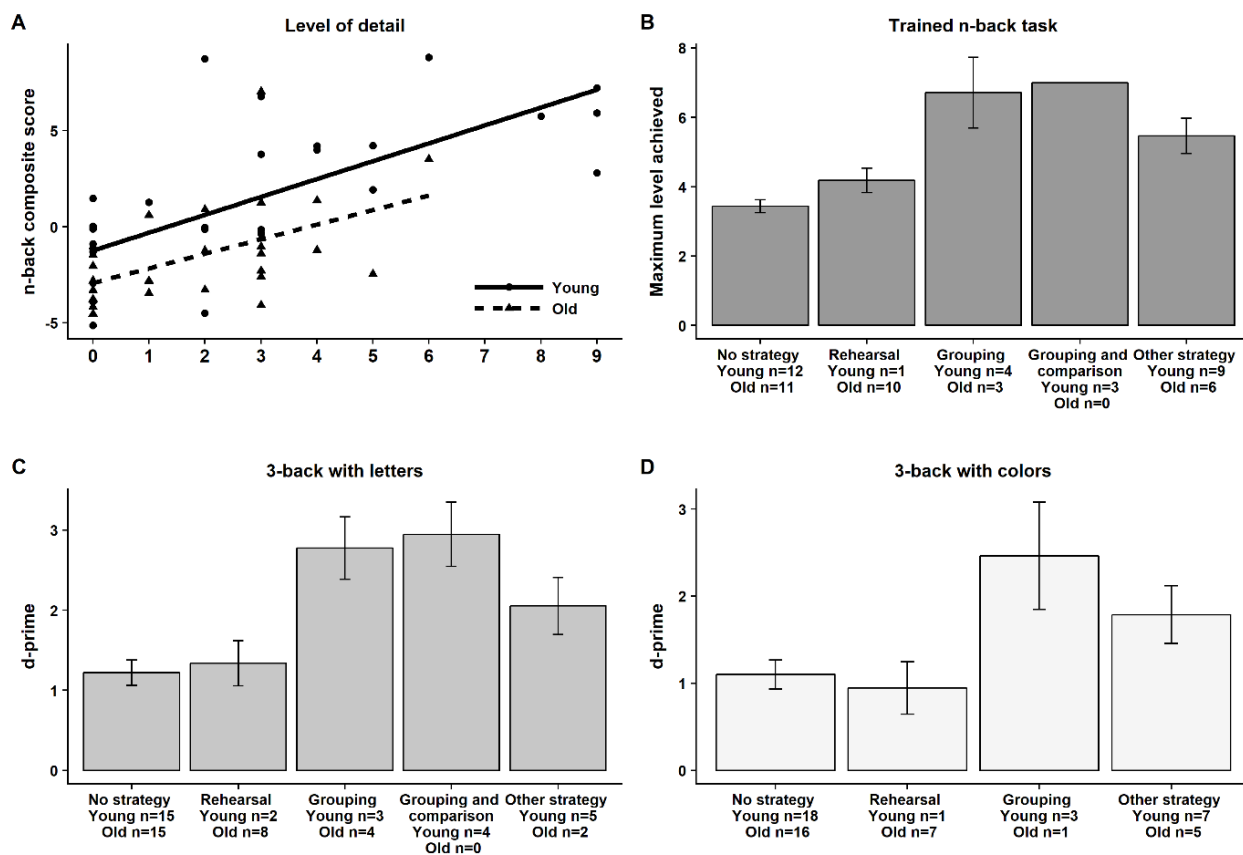 A
Level of detail
n-back composite score
5
0
-5
0 1 2 3 4 5 6 7 8 9
Young
Old
B
Trained n-back task
Maximum level achieved
8
6
4
2
0
No strategy Rehearsal Grouping Grouping and Other strategy
Young n=12 Young n=1 Young n=4 comparison Young n=9
Old n=11 Old n=10 Old n=3 Young n=3 Old n=6
Old n=0
C
3-back with letters
d-prime
3
2
1
0
No strategy Rehearsal Grouping Grouping and Other strategy
Young n=15 Young n=2 Young n=3 comparison Young n=5
Old n=15 Old n=8 Old n=4 Young n=4 Old n=2
Old n=0
D
3-back with colors
d-prime
3
2
1
0
No strategy Rehearsal Grouping Other strategy
Young n=18 Young n=1 Young n=3 Young n=7
Old n=16 Old n=7 Old n=1 Old n=5